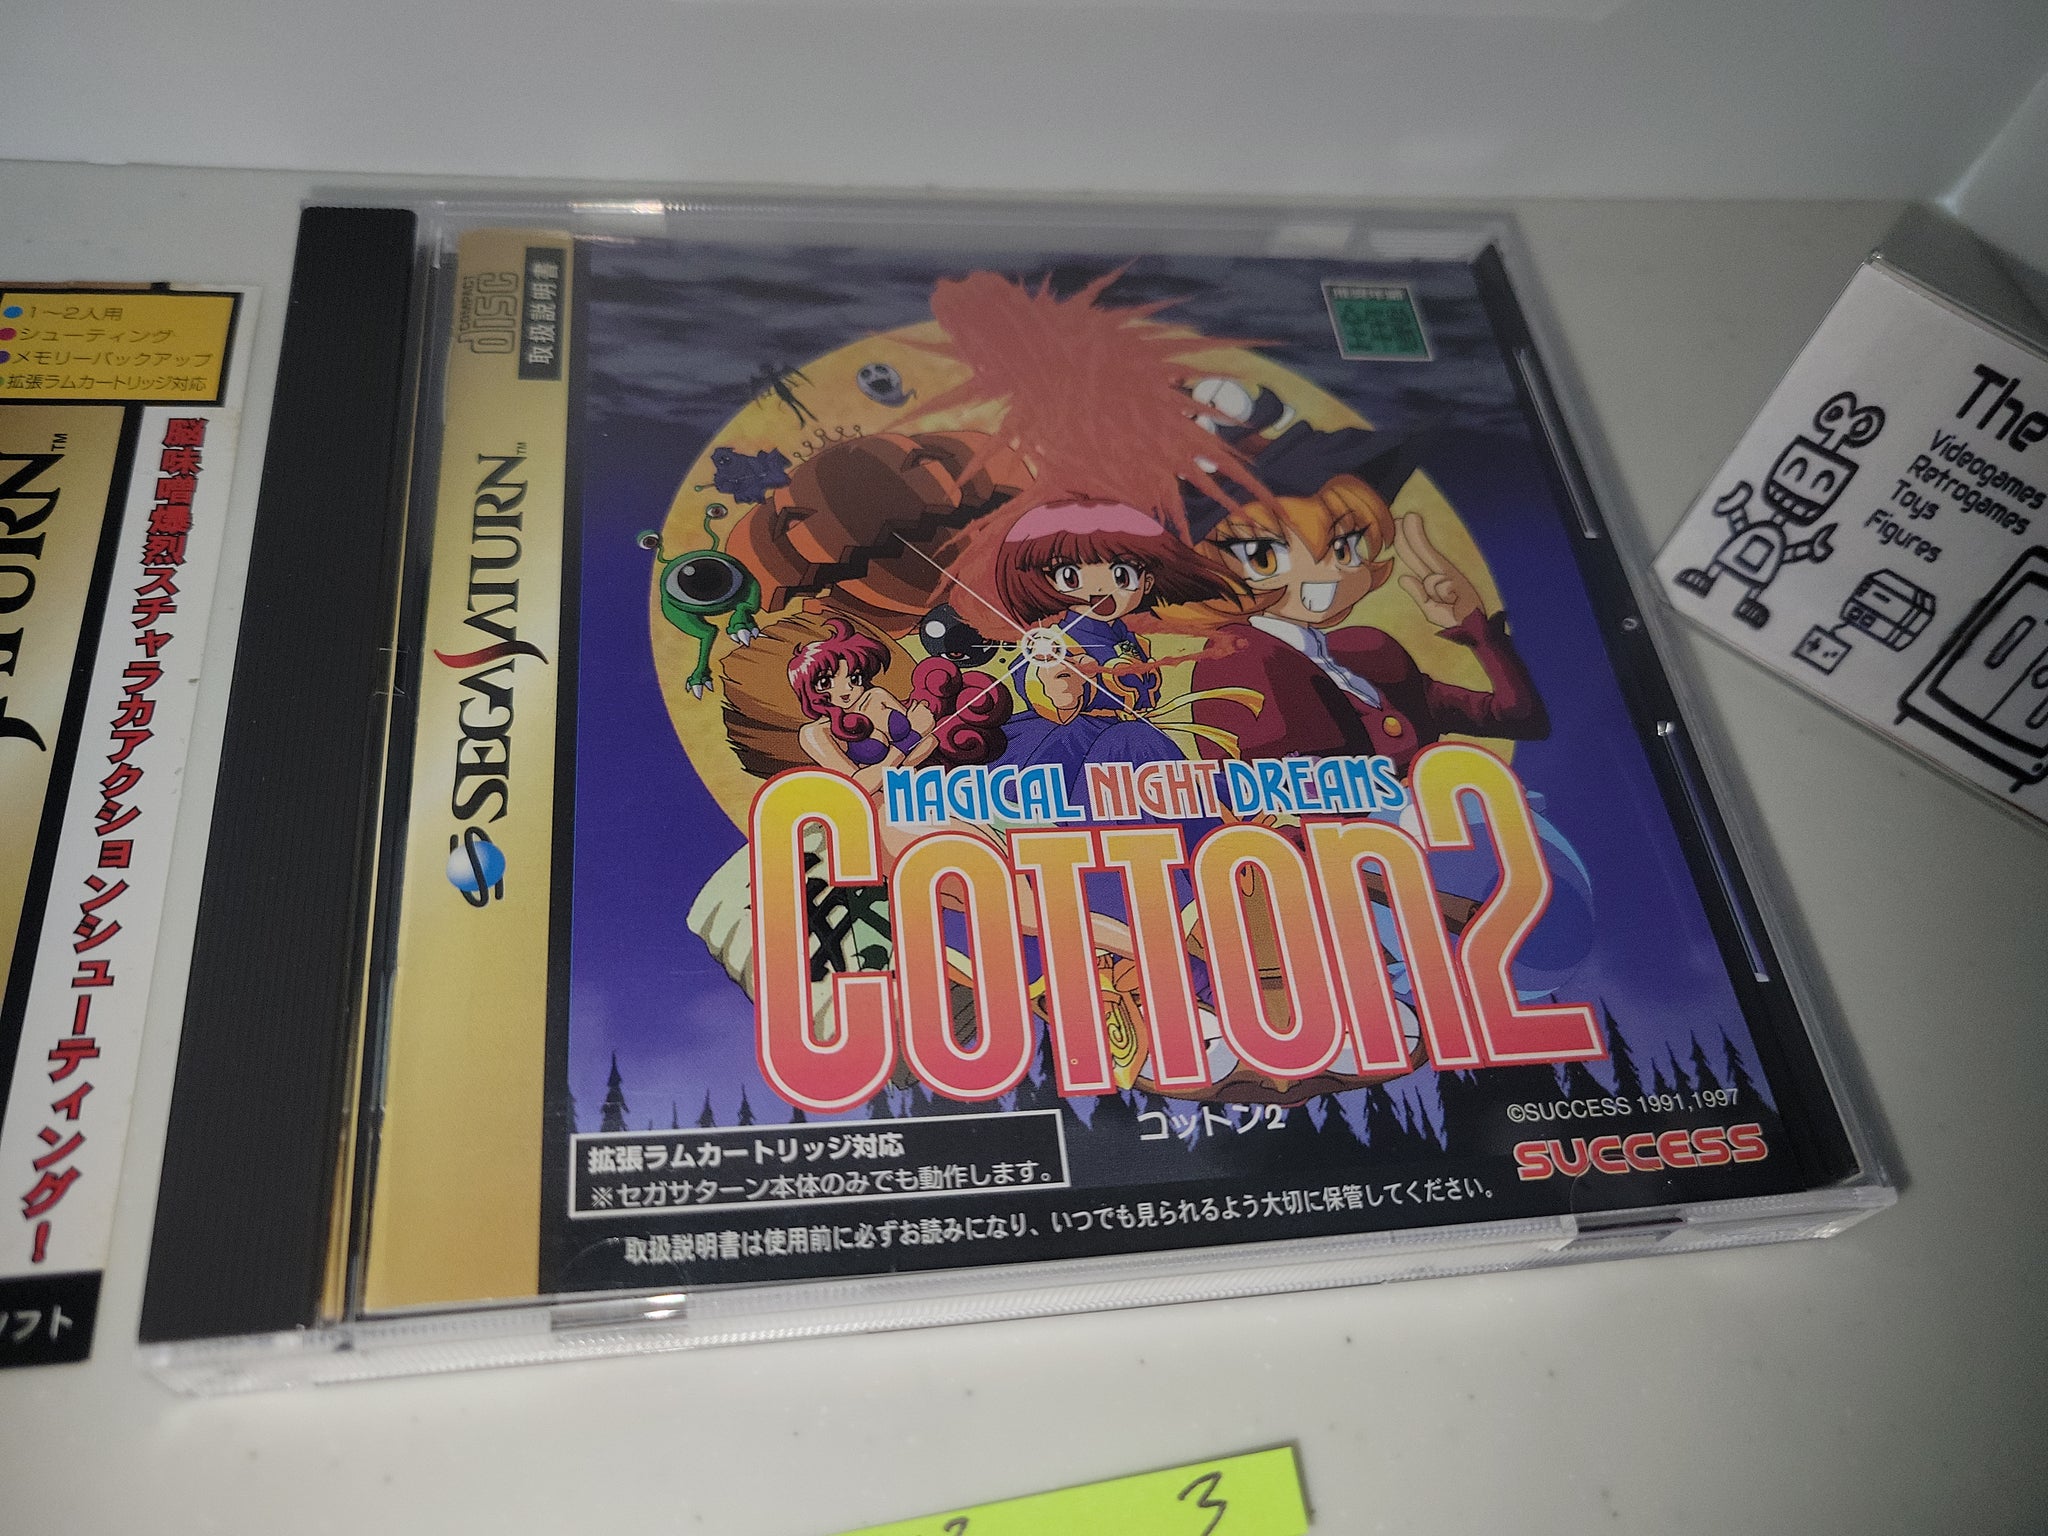 1～2人用
シューティング
メモリーバックアップ
拡張ラムカートリッジ対応
TM
脳味噌爆烈スチャラカアクションシューティングー
ソフト
COMPACT
disc
取扱説明書
SEGA SATURN
TM
MAGICAL NIGHT DREAMS
COTTON2
コットン2
©SUCCESS 1991,1997
SUCCESS
拡張ラムカートリッジ対応
※セガサターン本体のみでも動作します。
取扱説明書は使用前に必ずお読みになり、いつでも見られるよう大切に保管してください。
The
Videogames
Retrogames
Toys
Figures
D
3